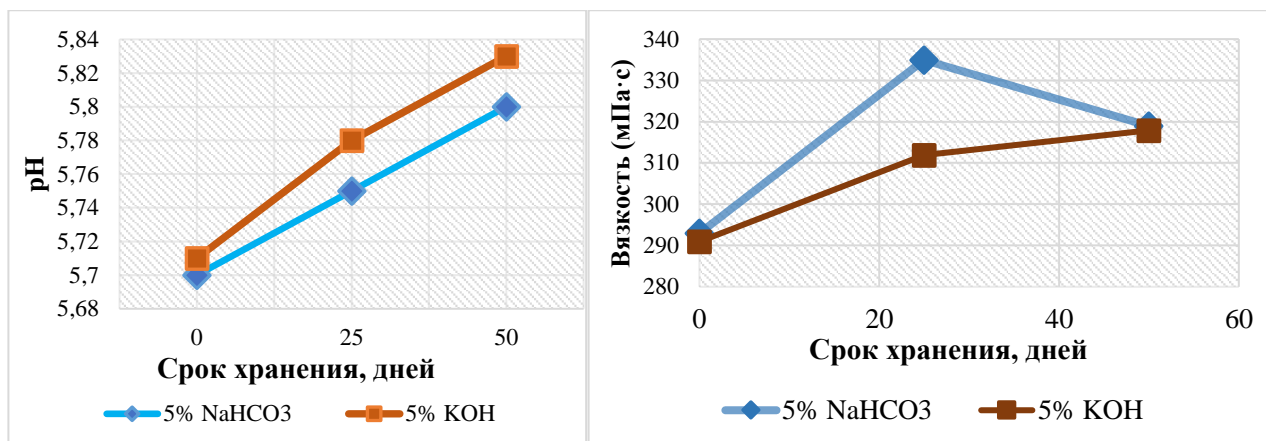 pH
5,84
5,82
5,8
5,78
5,76
5,74
5,72
5,7
5,68
0 25 50
Срок хранения, дней
5% NaHCO3 5% KOH
Вязкость (мПа·с)
340
330
320
310
300
290
280
0 20 40 60
Срок хранения, дней
5% NaHCO3 5% KOH